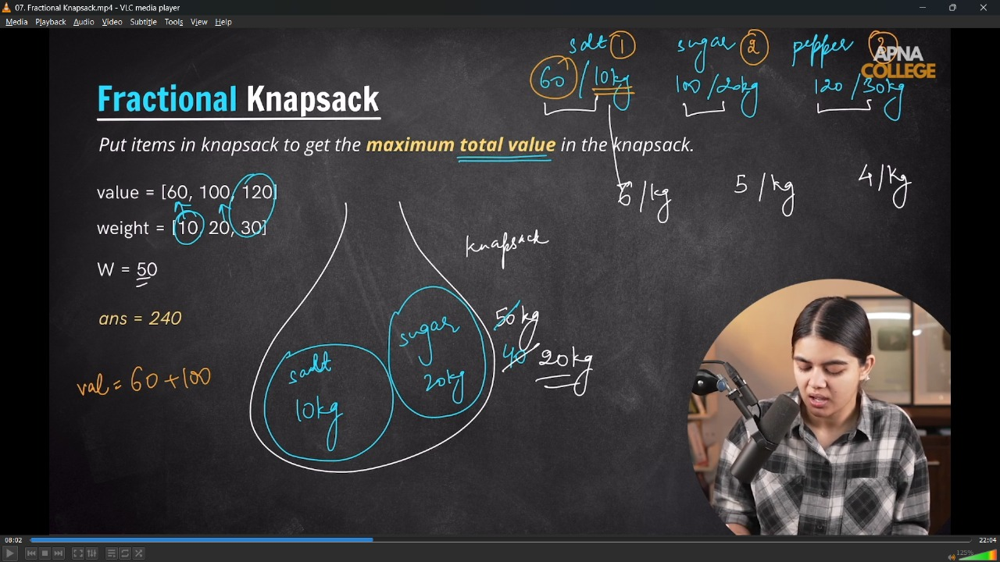 07. Fractional Knapsack.mp4 - VLC media player
Media Playback Audio Video Subtitle Tools View Help
salt 1 sugar 2 pepper 3
60 / 10kg 100 / 20kg 120 / 30kg
APNA
COLLEGE
Fractional Knapsack
Put items in knapsack to get the maximum total value in the knapsack.
6 /kg 5 /kg 4/kg
value = [60, 100, 120]
weight = [10, 20, 30]
W = 50
ans = 240
val = 60 + 100
knapsack
50kg
40 20kg
salt
10kg
sugar
20kg
08:02 22:04
125%